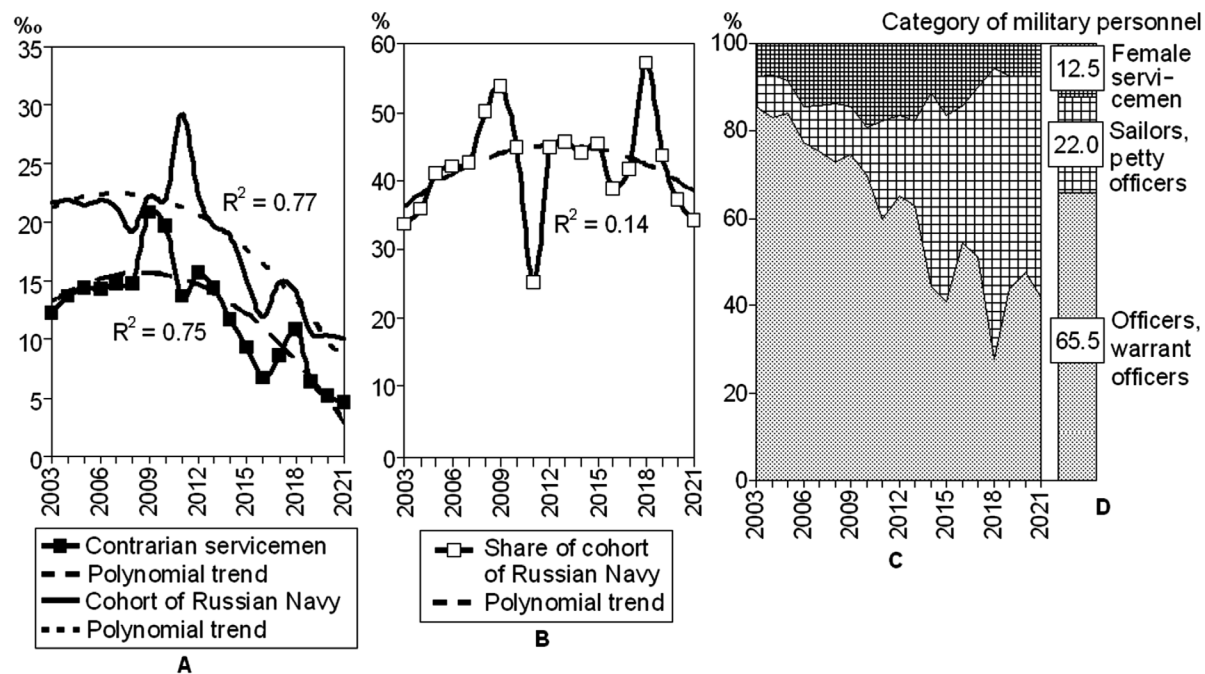 ‰
35
30
25
20
15
10
5
0
R² = 0.77
R² = 0.75
2003
2006
2009
2012
2015
2018
2021
Contrarian servicemen
Polynomial trend
Cohort of Russian Navy
Polynomial trend
A
%
60
50
40
30
20
10
0
R² = 0.14
2003
2006
2009
2012
2015
2018
2021
Share of cohort
of Russian Navy
Polynomial trend
B
%
Category of military personnel
100
80
60
40
20
0
2003
2006
2009
2012
2015
2018
2021
C
12.5
Female
servi-
cemen
22.0
Sailors,
petty
officers
65.5
Officers,
warrant
officers
D